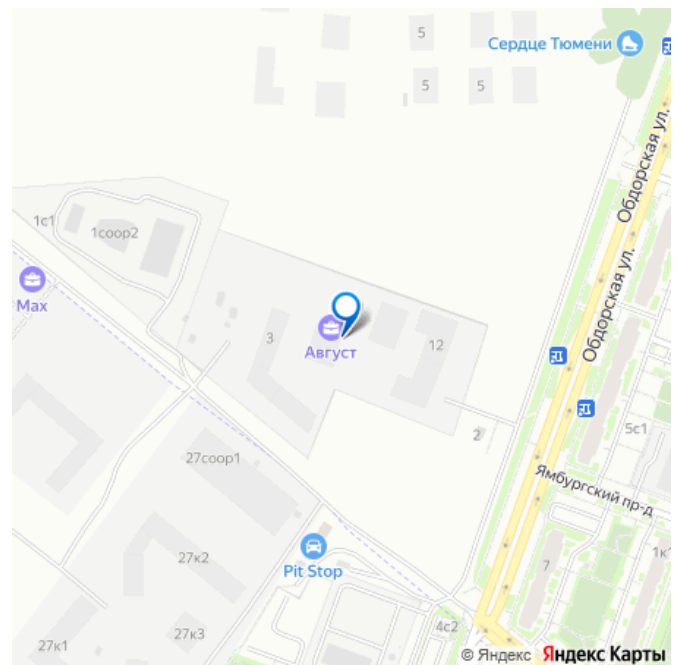 5
Сердце Тюмени
5
5
Обдорская ул.
1с1
1соор2
Обдорская ул.
Max
3
Август
12
5с1
2
27соор1
Ямбургский пр-д
27к2
Pit Stop
7
1к1
4с2
27к1
27к3
© Яндекс Яндекс Карты